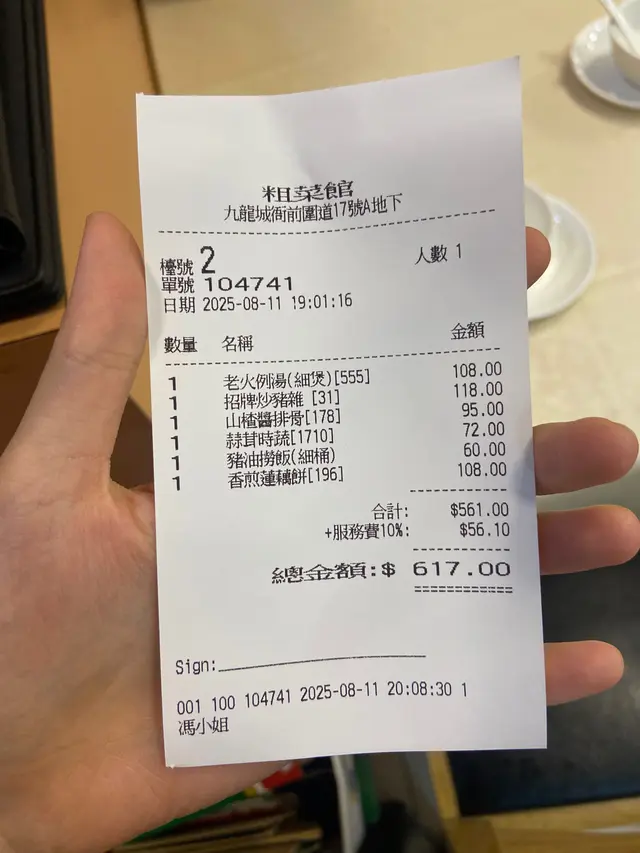 粗菜館
九龍城衙前圍道17號A地下
檯號 2 人數 1
單號 104741
日期 2025-08-11 19:01:16
數量 名稱 金額
1 老火例湯(細煲)[555] 108.00
1 招牌炒豬雜 [31] 118.00
1 山楂醬排骨[178] 95.00
1 蒜茸時蔬[1710] 72.00
1 豬油撈飯(細桶) 60.00
1 香煎蓮藕餅[196] 108.00
合計: $561.00
+服務費10%: $56.10
總金額:$ 617.00
Sign:
001 100 104741 2025-08-11 20:08:30 1
馮小姐